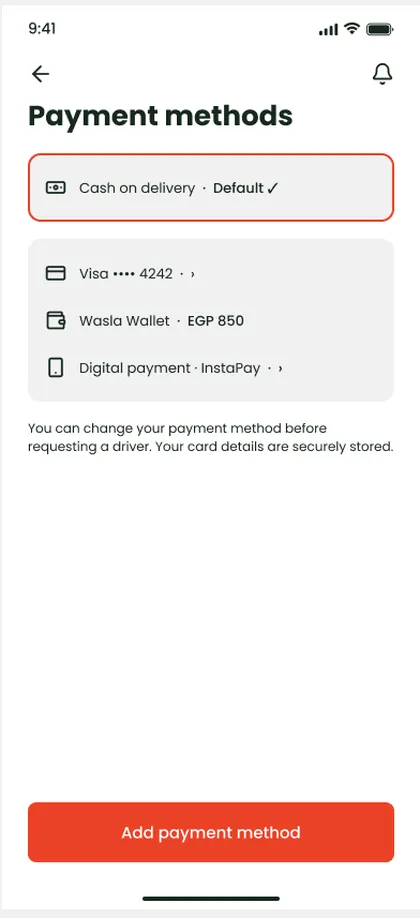 9:41
Payment methods
Cash on delivery · Default ✓
Visa •••• 4242 · ›
Wasla Wallet · EGP 850
Digital payment · InstaPay · ›
You can change your payment method before
requesting a driver. Your card details are securely stored.
Add payment method